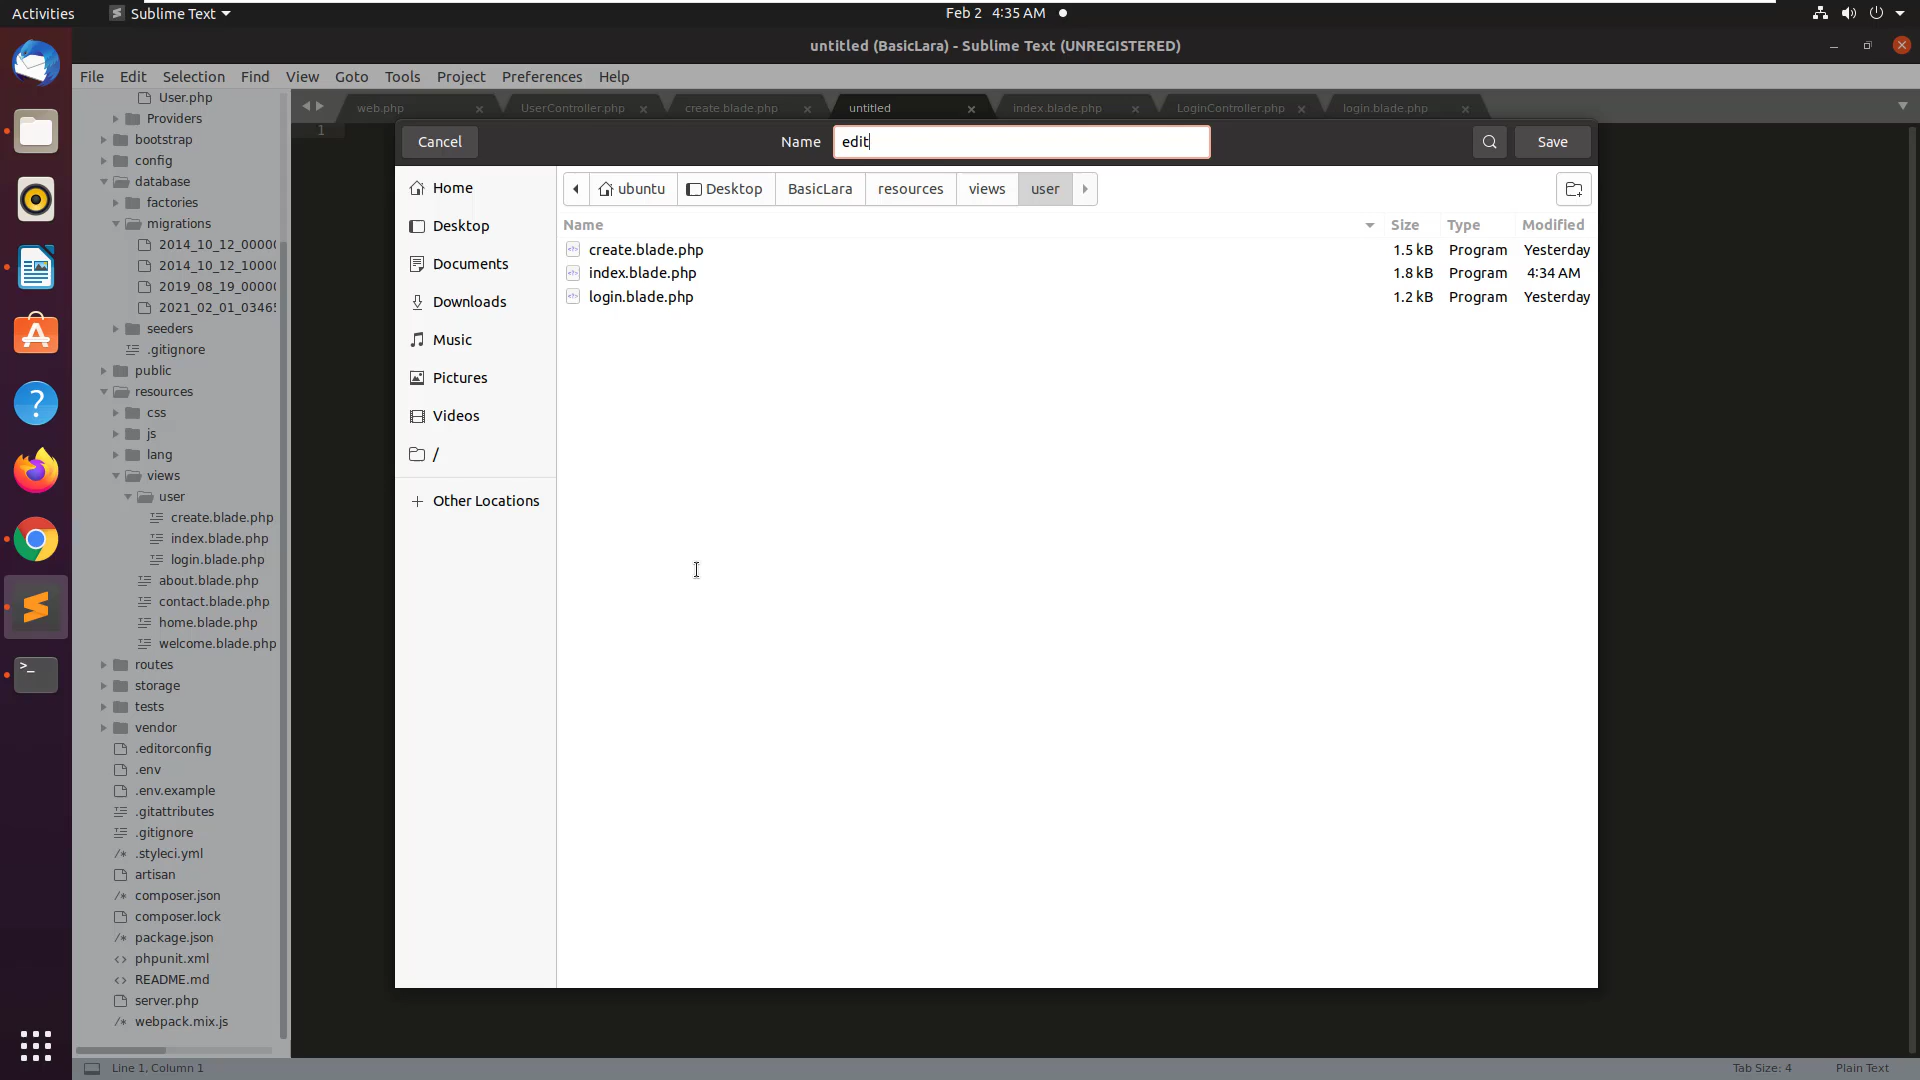 Activities
Sublime Text
Feb 2 4:35 AM
untitled (BasicLara) - Sublime Text (UNREGISTERED)
File Edit Selection Find View Goto Tools Project Preferences Help
User.php
Providers
bootstrap
config
database
factories
migrations
2014_10_12_00000
2014_10_12_10000
2019_08_19_00000
2021_02_01_03465
seeders
.gitignore
public
resources
css
js
lang
views
user
create.blade.php
index.blade.php
login.blade.php
about.blade.php
contact.blade.php
home.blade.php
welcome.blade.php
routes
storage
tests
vendor
.editorconfig
.env
.env.example
.gitattributes
.gitignore
.styleci.yml
artisan
composer.json
composer.lock
package.json
phpunit.xml
README.md
server.php
webpack.mix.js
web.php UserController.php create.blade.php untitled index.blade.php LoginController.php login.blade.php
1
Cancel Name edit Save
Home
Desktop
Documents
Downloads
Music
Pictures
Videos
/
Other Locations
ubuntu Desktop BasicLara resources views user
Name Size Type Modified
create.blade.php 1.5 kB Program Yesterday
index.blade.php 1.8 kB Program 4:34 AM
login.blade.php 1.2 kB Program Yesterday
Line 1, Column 1 Tab Size: 4 Plain Text